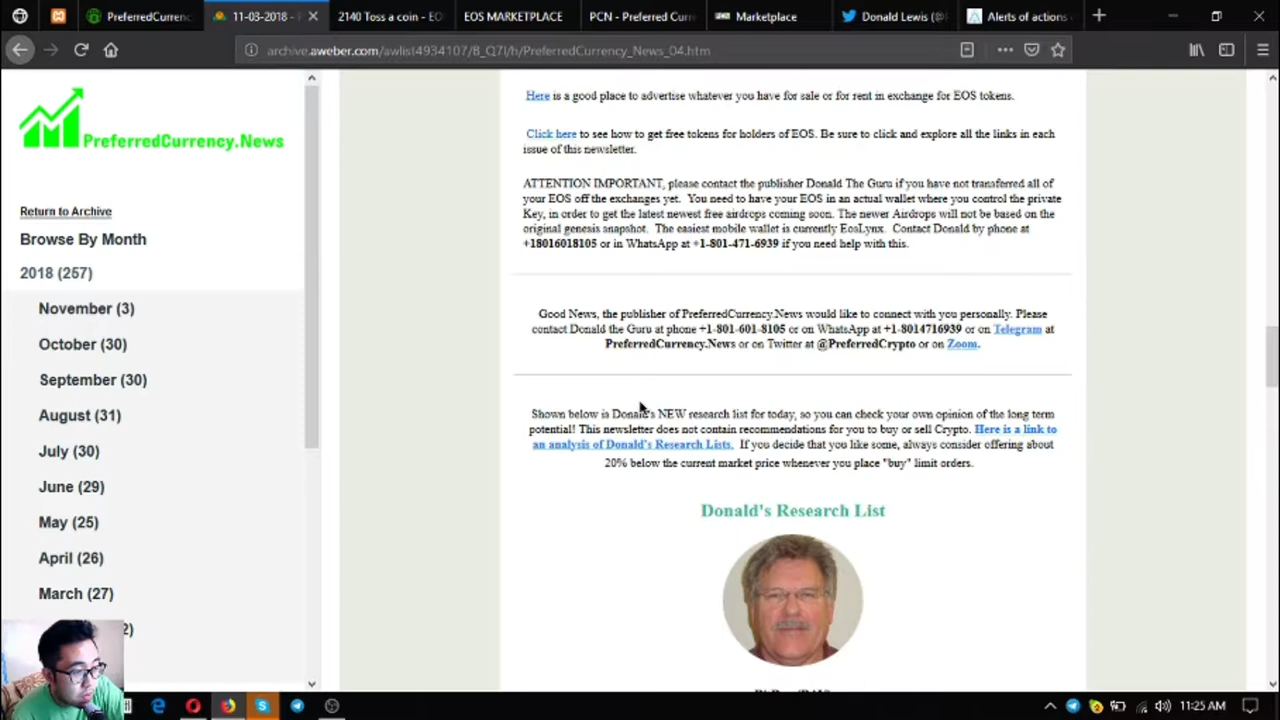 PreferredCurrenc
11-03-2018 -
2140 Toss a coin - EO
EOS MARKETPLACE
PCN - Preferred Curr
Marketplace
Donald Lewis (@
Alerts of actions
archive.aweber.com/awlist4934107/8_Q7I/h/PreferredCurrency_News_04.htm
PreferredCurrency.News
Return to Archive
Browse By Month
2018 (257)
November (3)
October (30)
September (30)
August (31)
July (30)
June (29)
May (25)
April (26)
March (27)
2)
Here is a good place to advertise whatever you have for sale or for rent in exchange for EOS tokens.
Click here to see how to get free tokens for holders of EOS. Be sure to click and explore all the links in each
issue of this newsletter.
ATTENTION IMPORTANT, please contact the publisher Donald The Guru if you have not transferred all of
your EOS off the exchanges yet. You need to have your EOS in an actual wallet where you control the private
Key, in order to get the latest newest free airdrops coming soon. The newer Airdrops will not be based on the
original genesis snapshot. The easiest mobile wallet is currently EosLynx. Contact Donald by phone at
+18016018105 or in WhatsApp at +1-801-471-6939 if you need help with this.
Good News, the publisher of PreferredCurrency.News would like to connect with you personally. Please
contact Donald the Guru at phone +1-801-601-8105 or on WhatsApp at +1-8014716939 or on Telegram at
PreferredCurrency.News or on Twitter at @PreferredCrypto or on Zoom.
Shown below is Donald's NEW research list for today, so you can check your own opinion of the long term
potential! This newsletter does not contain recommendations for you to buy or sell Crypto. Here is a link to
an analysis of Donald's Research Lists. If you decide that you like some, always consider offering about
20% below the current market price whenever you place "buy" limit orders.
Donald's Research List
11:25 AM